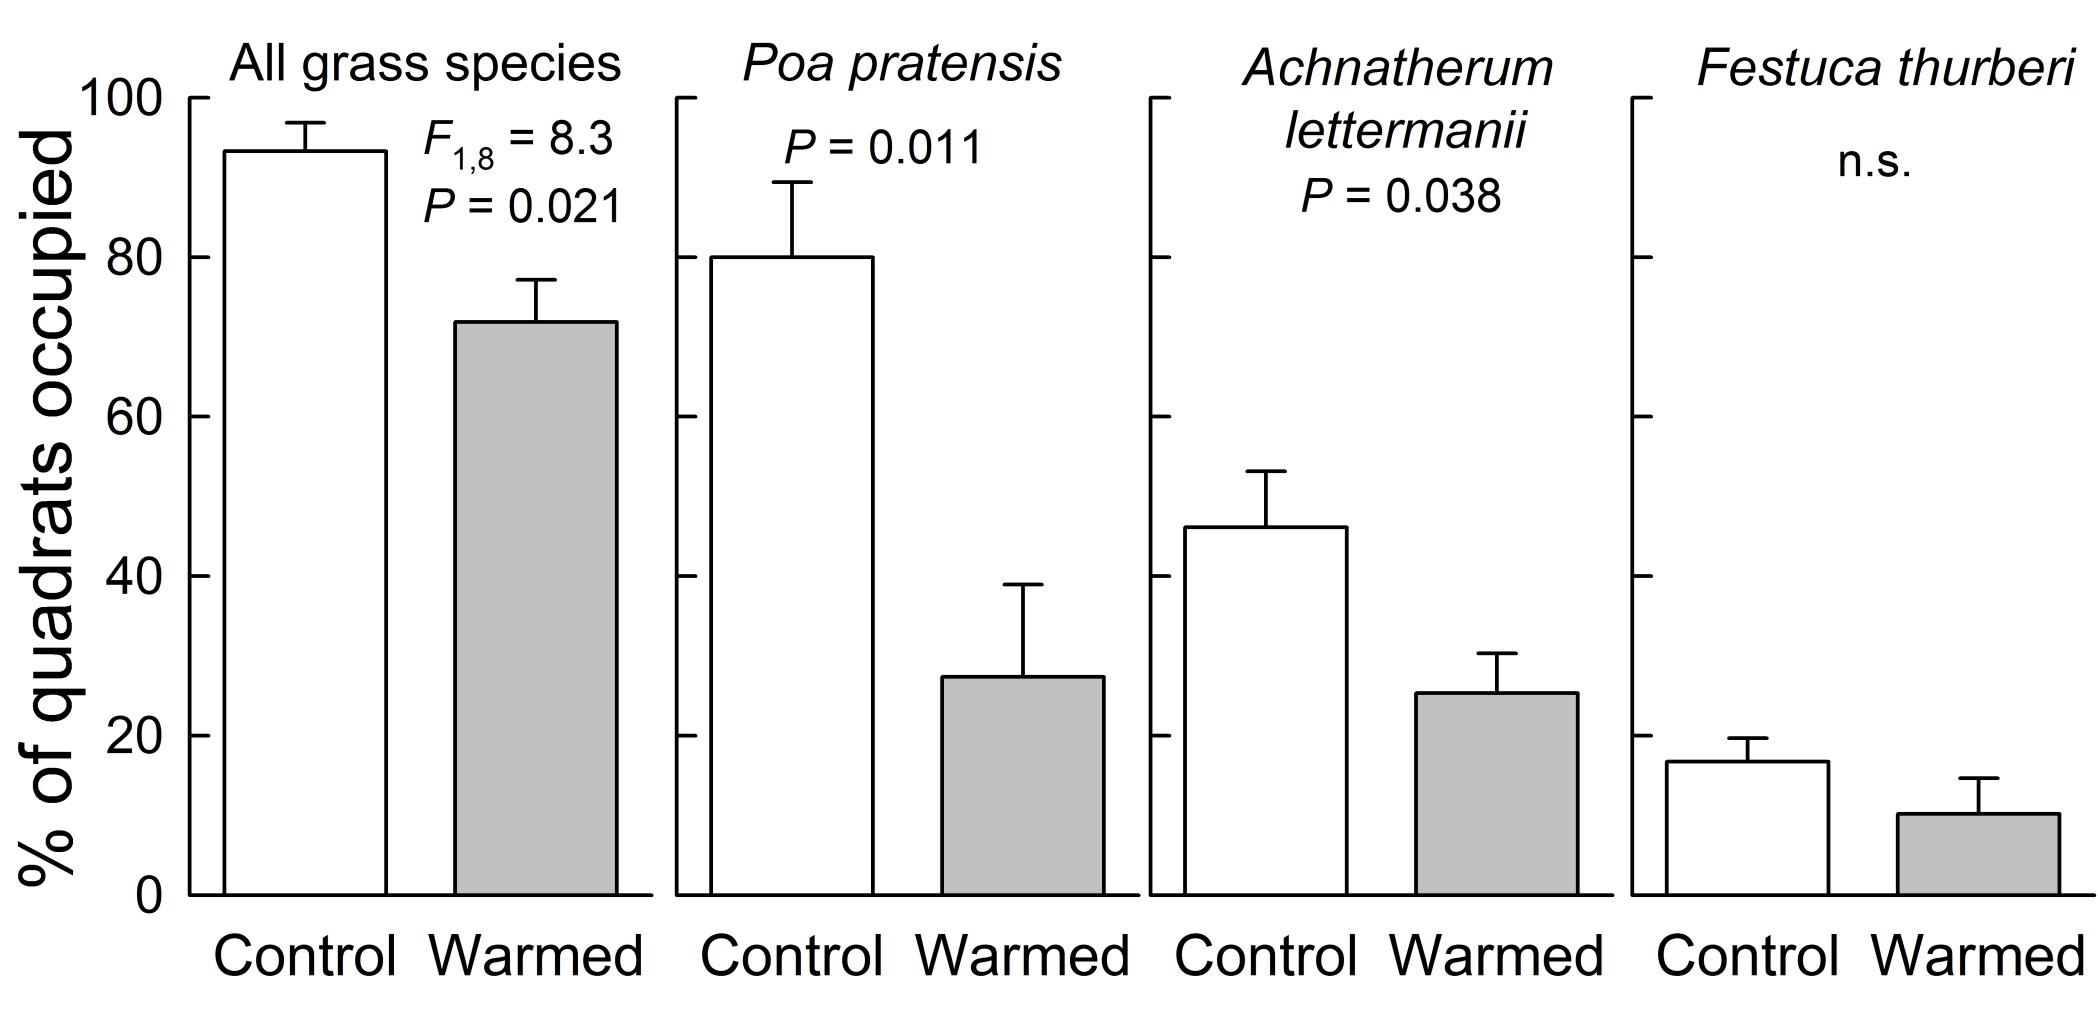 % of quadrats occupied
100
80
60
40
20
0
All grass species
F1,8 = 8.3
P = 0.021
Control Warmed
Poa pratensis
P = 0.011
Control Warmed
Achnatherum
lettermanii
P = 0.038
Control Warmed
Festuca thurberi
n.s.
Control Warmed